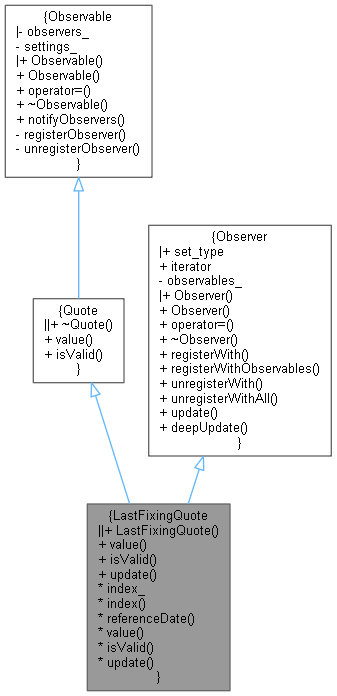 {Observable
|- observers_
- settings_
|+ Observable()
+ Observable()
+ operator=()
+ ~Observable()
+ notifyObservers()
- registerObserver()
- unregisterObserver()
}
{Observer
|+ set_type
+ iterator
- observables_
|+ Observer()
+ Observer()
+ operator=()
+ ~Observer()
+ registerWith()
+ registerWithObservables()
+ unregisterWith()
+ unregisterWithAll()
+ update()
+ deepUpdate()
}
{Quote
||+ ~Quote()
+ value()
+ isValid()
}
{LastFixingQuote
||+ LastFixingQuote()
+ value()
+ isValid()
+ update()
* index_
* index()
* referenceDate()
* value()
* isValid()
* update()
}